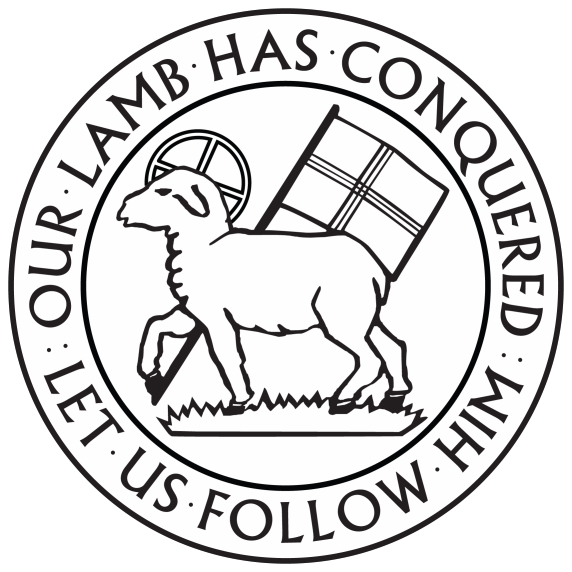 OUR · LAMB · HAS · CONQUERED
LET · US · FOLLOW · HIM